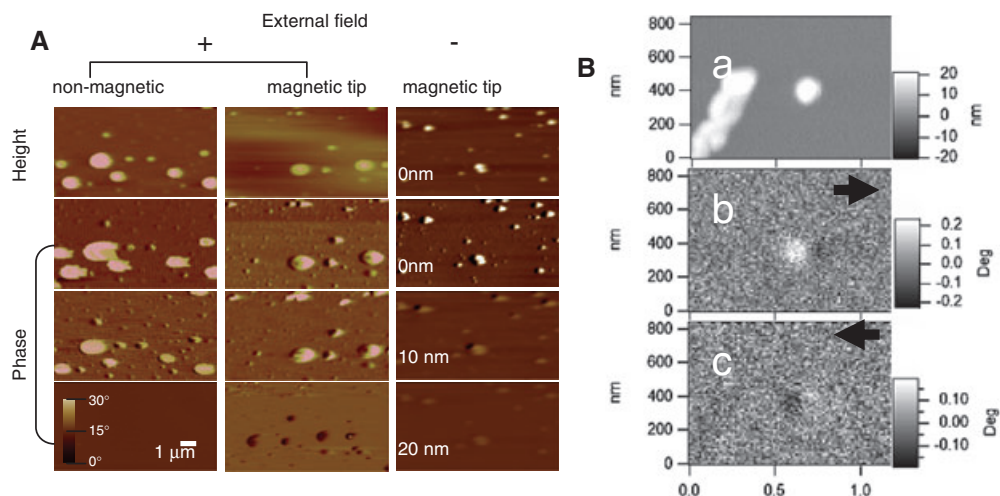 External field
A
+
-
non-magnetic
magnetic tip
magnetic tip
Height
0nm
Phase
0nm
10 nm
30°
15°
0°
1 μm
20 nm
B
a
800
600
400
200
0
nm
20
10
0
-10
-20
nm
b
800
600
400
200
0
nm
0.2
0.1
0.0
-0.1
-0.2
Deg
c
800
600
400
200
0
nm
0.10
0.00
-0.10
Deg
0.0
0.5
1.0